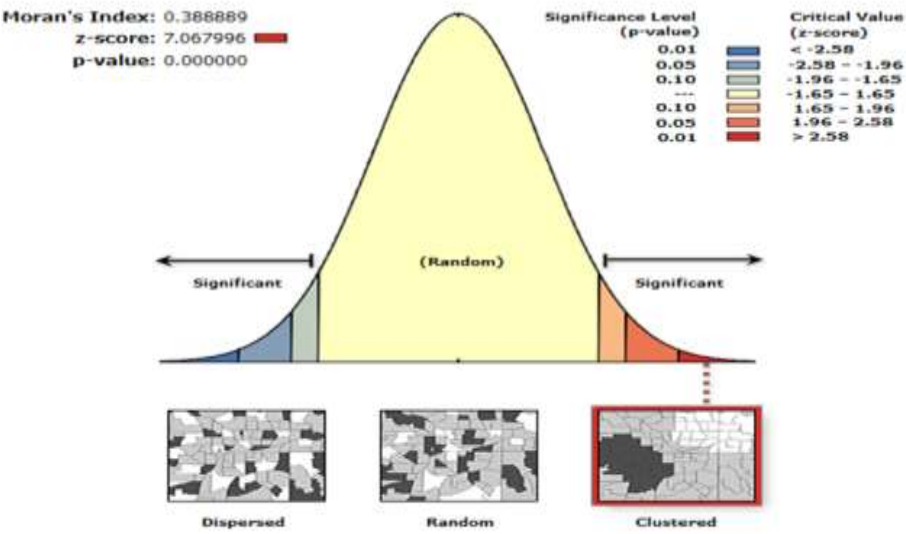 Moran's Index: 0.388889
z-score: 7.067996
p-value: 0.000000
Significance Level (p-value)
Critical Value (z-score)
0.01 < -2.58
0.05 -2.58 - -1.96
0.10 -1.96 - -1.65
--- -1.65 - 1.65
0.10 1.65 - 1.96
0.05 1.96 - 2.58
0.01 > 2.58
(Random)
Significant
Significant
Dispersed
Random
Clustered